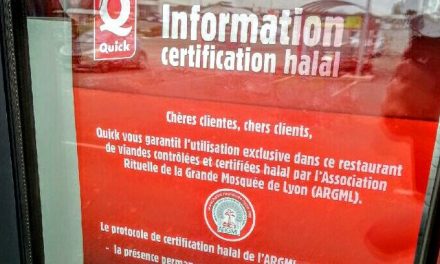 Q
Quick
Information
certification halal
Chères clientes, chers clients,
Quick vous garantit l'utilisation exclusive dans ce restaurant
de viandes contrôlées et certifiées halal par l'Association
Rituelle de la Grande Mosquée de Lyon (ARGML).
Le protocole de certification halal de l'ARGML
- la présence perman